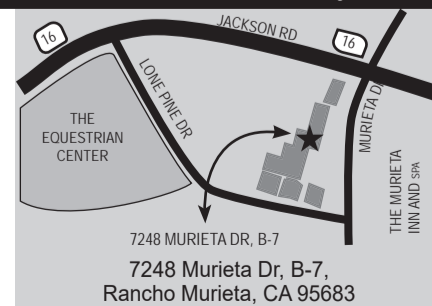 JACKSON RD
16
16
LONE PINE DR
MURIETA D
THE
EQUESTRIAN
CENTER
THE MURIETA
INN AND SPA
7248 MURIETA DR, B-7
7248 Murieta Dr, B-7,
Rancho Murieta, CA 95683